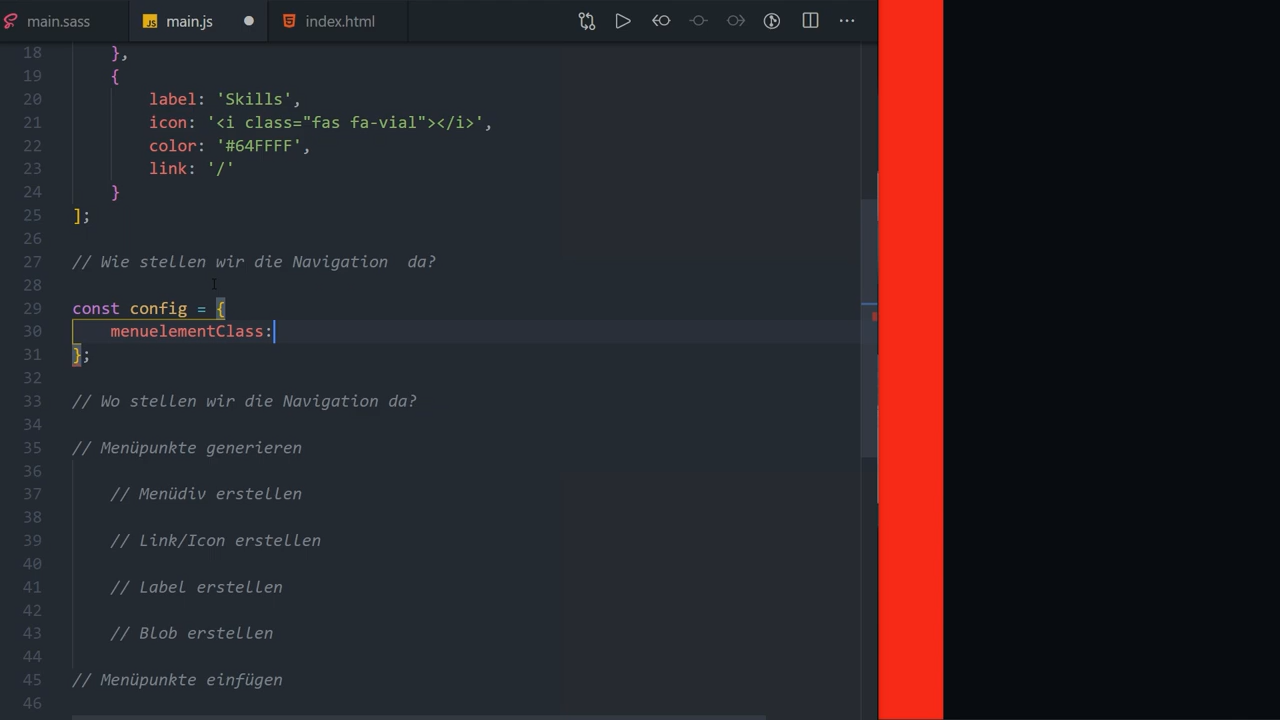 main.sass main.js index.html
18 },
19 {
20 label: 'Skills',
21 icon: '<i class="fas fa-vial"></i>',
22 color: '#64FFFF',
23 link: '/'
24 }
25 ];
26
27 // Wie stellen wir die Navigation  da?
28
29 const config = {
30 menuelementClass:
31 };
32
33 // Wo stellen wir die Navigation da?
34
35 // Menüpunkte generieren
36
37 // Menüdiv erstellen
38
39 // Link/Icon erstellen
40
41 // Label erstellen
42
43 // Blob erstellen
44
45 // Menüpunkte einfügen
46